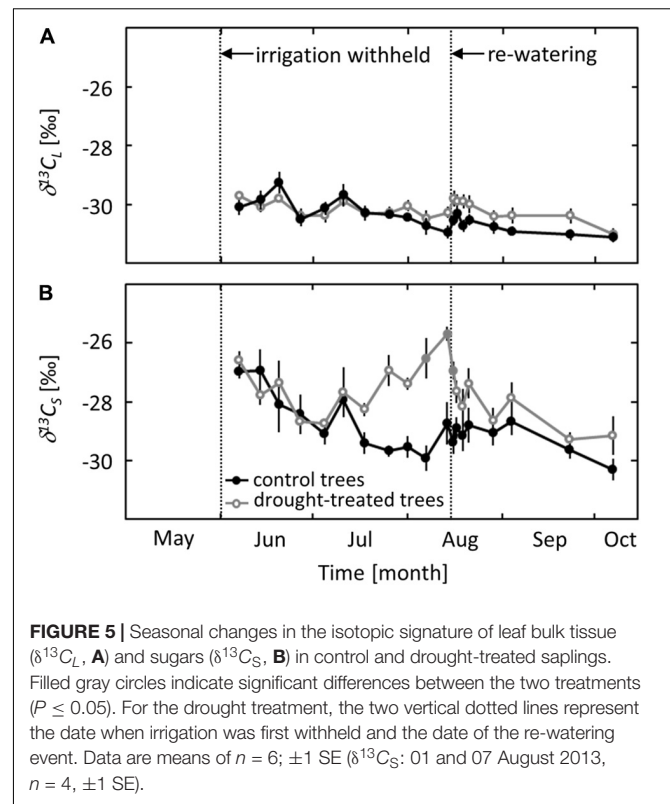 A
irrigation withheld
re-watering
-26
-28
-30
δ¹³C_L [‰]
B
-26
-28
-30
δ¹³C_S [‰]
control trees
drought-treated trees
May Jun Jul Aug Sep Oct
Time [month]
FIGURE 5 | Seasonal changes in the isotopic signature of leaf bulk tissue
(δ¹³C_L, A) and sugars (δ¹³C_S, B) in control and drought-treated saplings.
Filled gray circles indicate significant differences between the two treatments
(P ≤ 0.05). For the drought treatment, the two vertical dotted lines represent
the date when irrigation was first withheld and the date of the re-watering
event. Data are means of n = 6; ±1 SE (δ¹³C_S: 01 and 07 August 2013,
n = 4, ±1 SE).